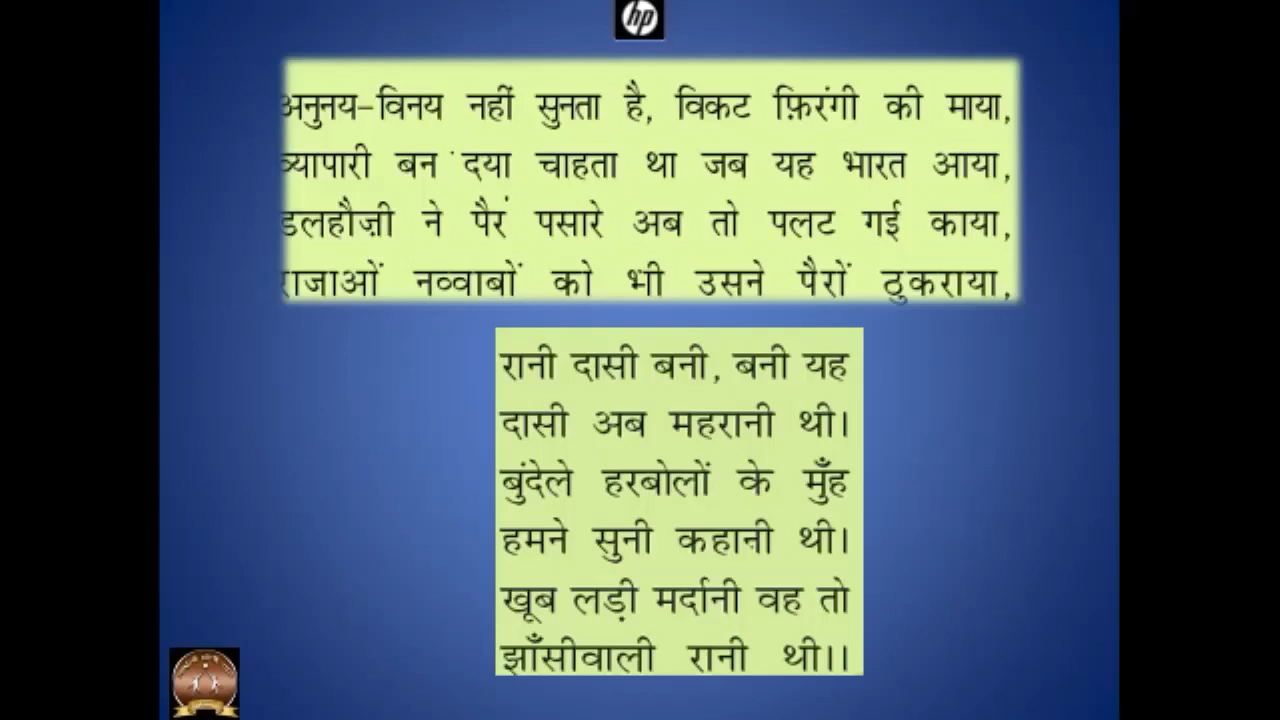 hp
अनुनय-विनय नहीं सुनता है, विकट फ़िरंगी की माया,
व्यापारी बन दया चाहता था जब यह भारत आया,
डलहौज़ी ने पैर पसारे अब तो पलट गई काया,
राजाओं नव्वाबों को भी उसने पैरों ठुकराया,
रानी दासी बनी, बनी यह
दासी अब महरानी थी।
बुंदेले हरबोलों के मुँह
हमने सुनी कहानी थी।
खूब लड़ी मर्दानी वह तो
झाँसीवाली रानी थी।।